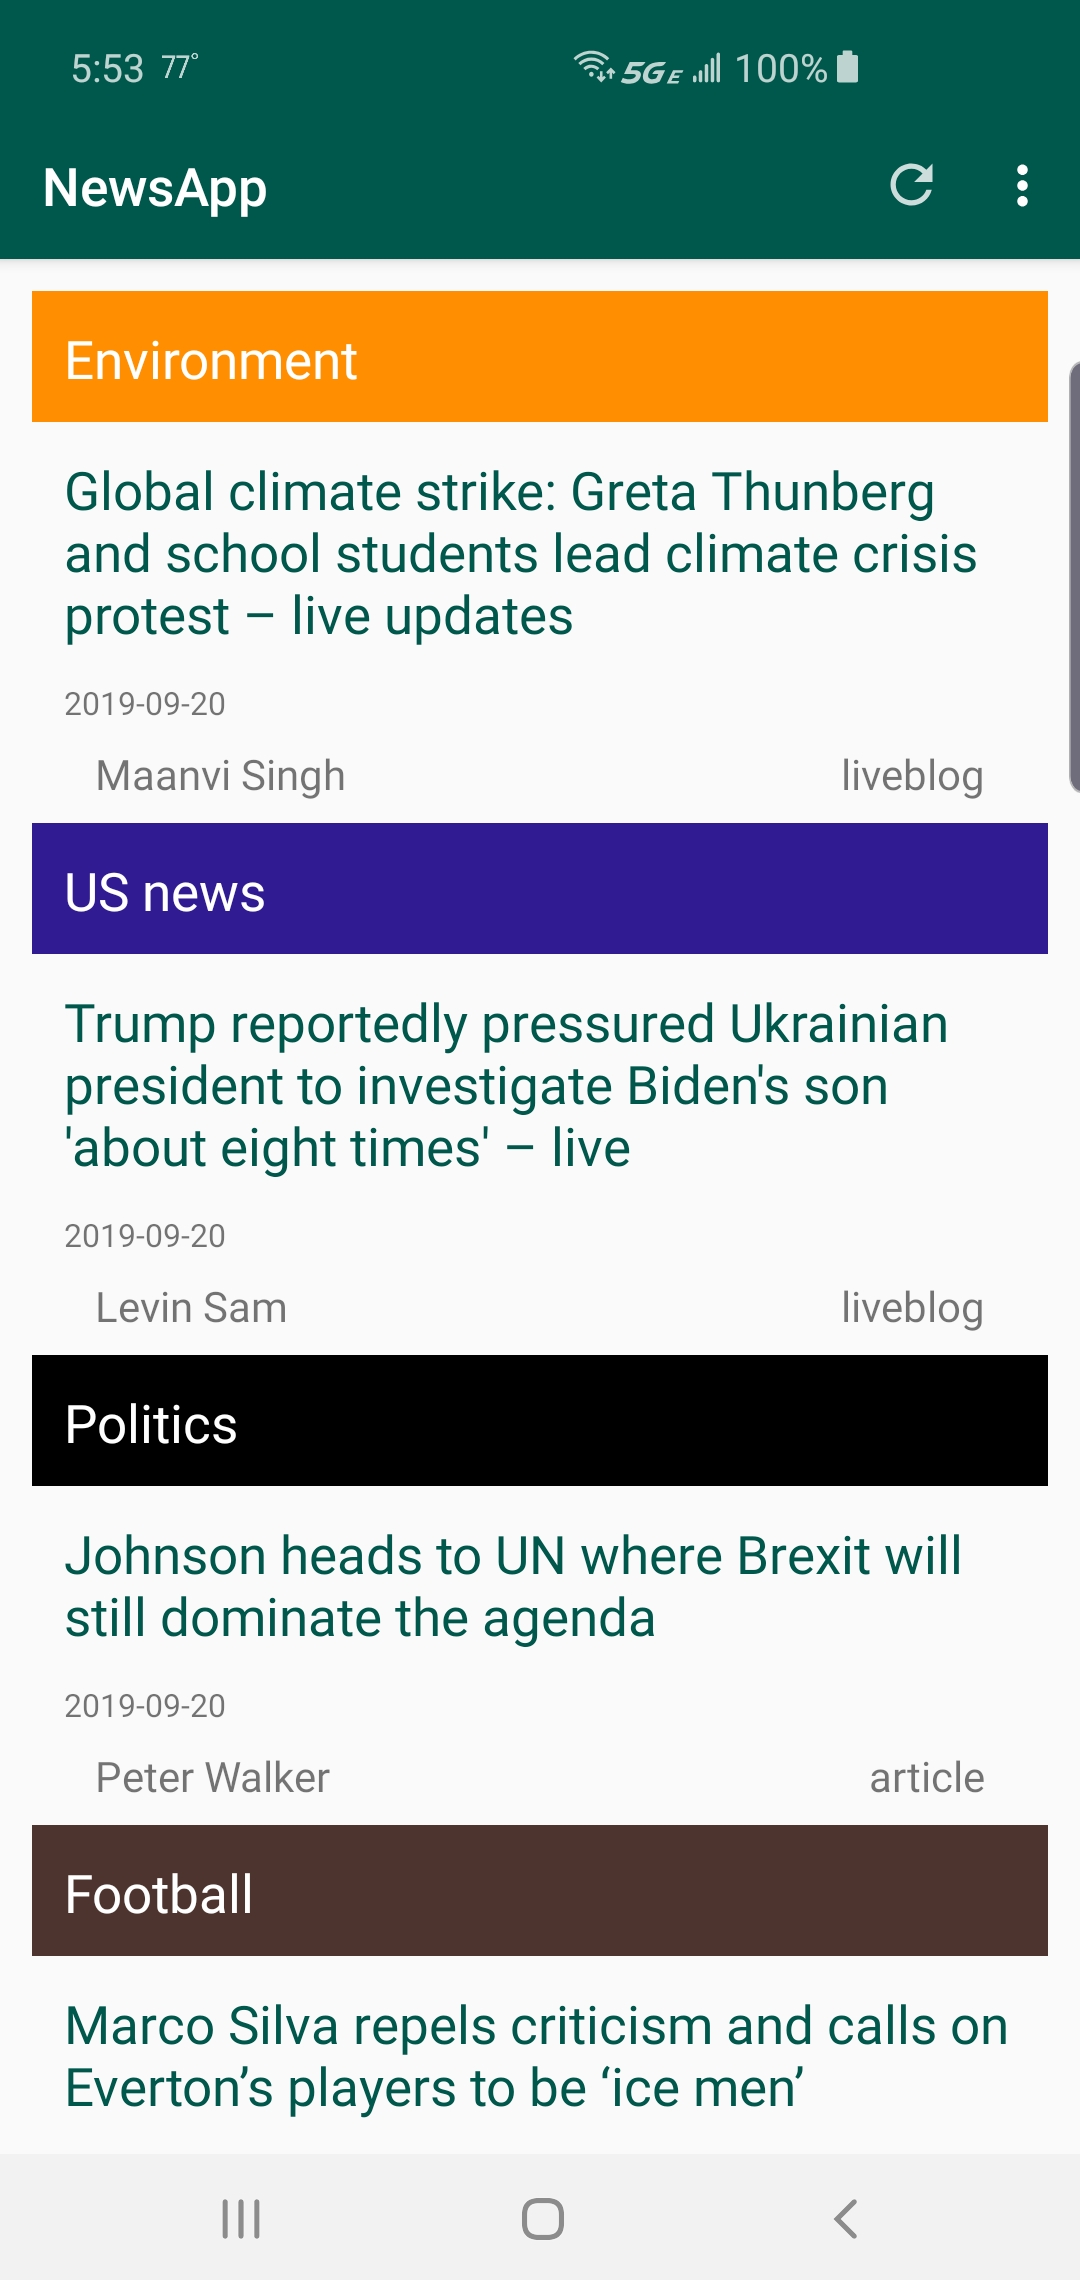 5:53 77° 5G E 100%
NewsApp
Environment
Global climate strike: Greta Thunberg
and school students lead climate crisis
protest – live updates
2019-09-20
Maanvi Singh liveblog
US news
Trump reportedly pressured Ukrainian
president to investigate Biden's son
'about eight times' – live
2019-09-20
Levin Sam liveblog
Politics
Johnson heads to UN where Brexit will
still dominate the agenda
2019-09-20
Peter Walker article
Football
Marco Silva repels criticism and calls on
Everton’s players to be ‘ice men’